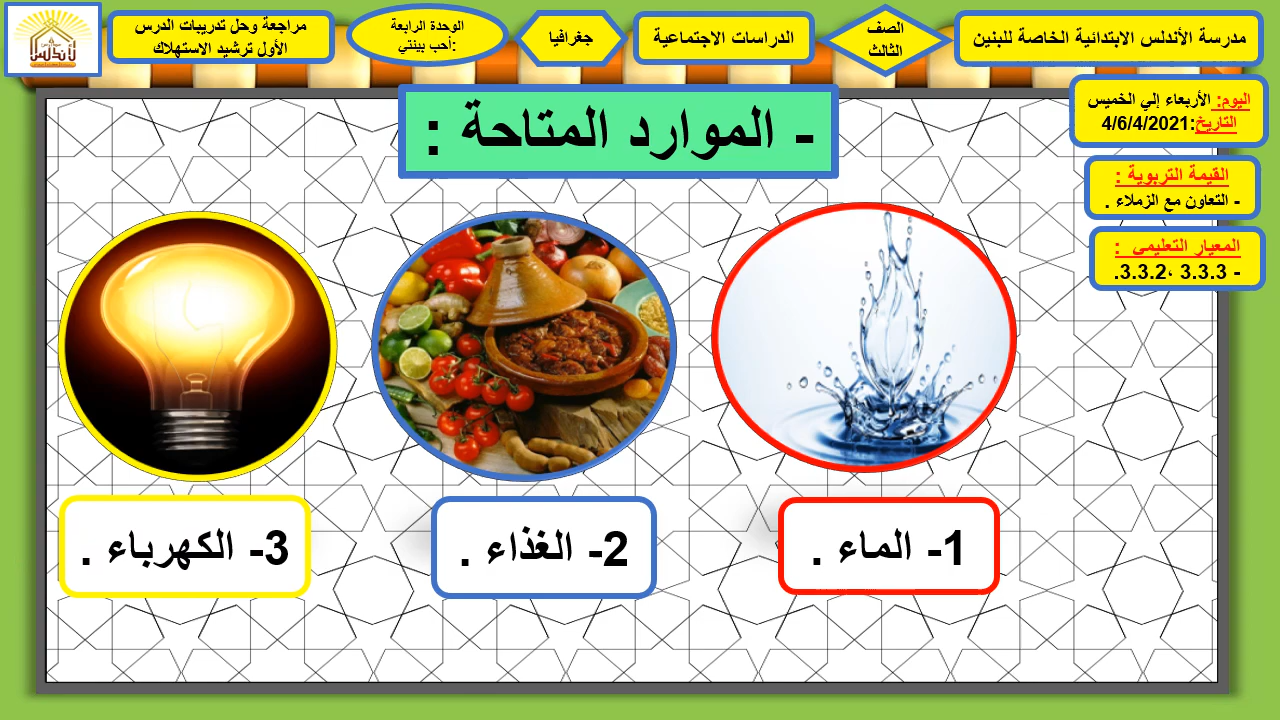 مدرسة الأندلس الابتدائية الخاصة للبنين
الصف
الثالث
الدراسات الاجتماعية
جغرافيا
الوحدة الرابعة
:أحب بيئتي
مراجعة وحل تدريبات الدرس
الأول ترشيد الاستهلاك
الأندلس
اليوم: الأربعاء إلي الخميس
التاريخ:4/6/4/2021
القيمة التربوية :
- التعاون مع الزملاء .
المعيار التعليمي :
- 3.3.3 ،3.3.2.
- الموارد المتاحة :
1- الماء .
2- الغذاء .
3- الكهرباء .